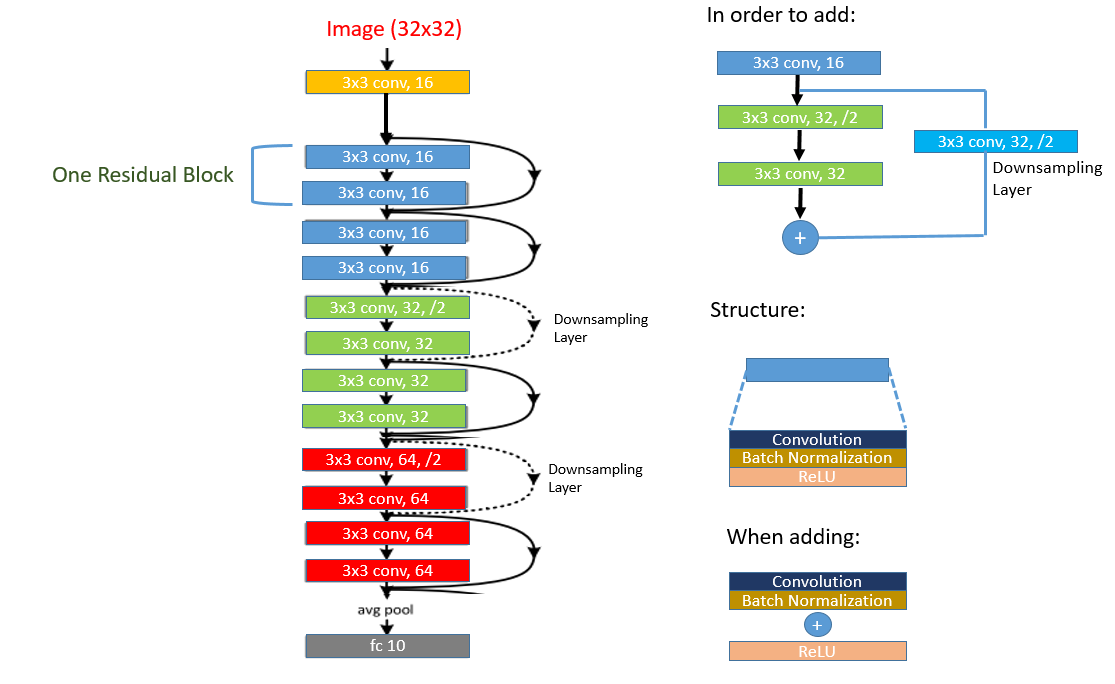 Image (32x32)
3x3 conv, 16
One Residual Block
3x3 conv, 16
3x3 conv, 16
3x3 conv, 16
3x3 conv, 16
3x3 conv, 32, /2
3x3 conv, 32
Downsampling
Layer
3x3 conv, 32
3x3 conv, 32
3x3 conv, 64, /2
3x3 conv, 64
Downsampling
Layer
3x3 conv, 64
3x3 conv, 64
avg pool
fc 10
In order to add:
3x3 conv, 16
3x3 conv, 32, /2
3x3 conv, 32, /2
Downsampling
Layer
3x3 conv, 32
+
Structure:
Convolution
Batch Normalization
ReLU
When adding:
Convolution
Batch Normalization
+
ReLU